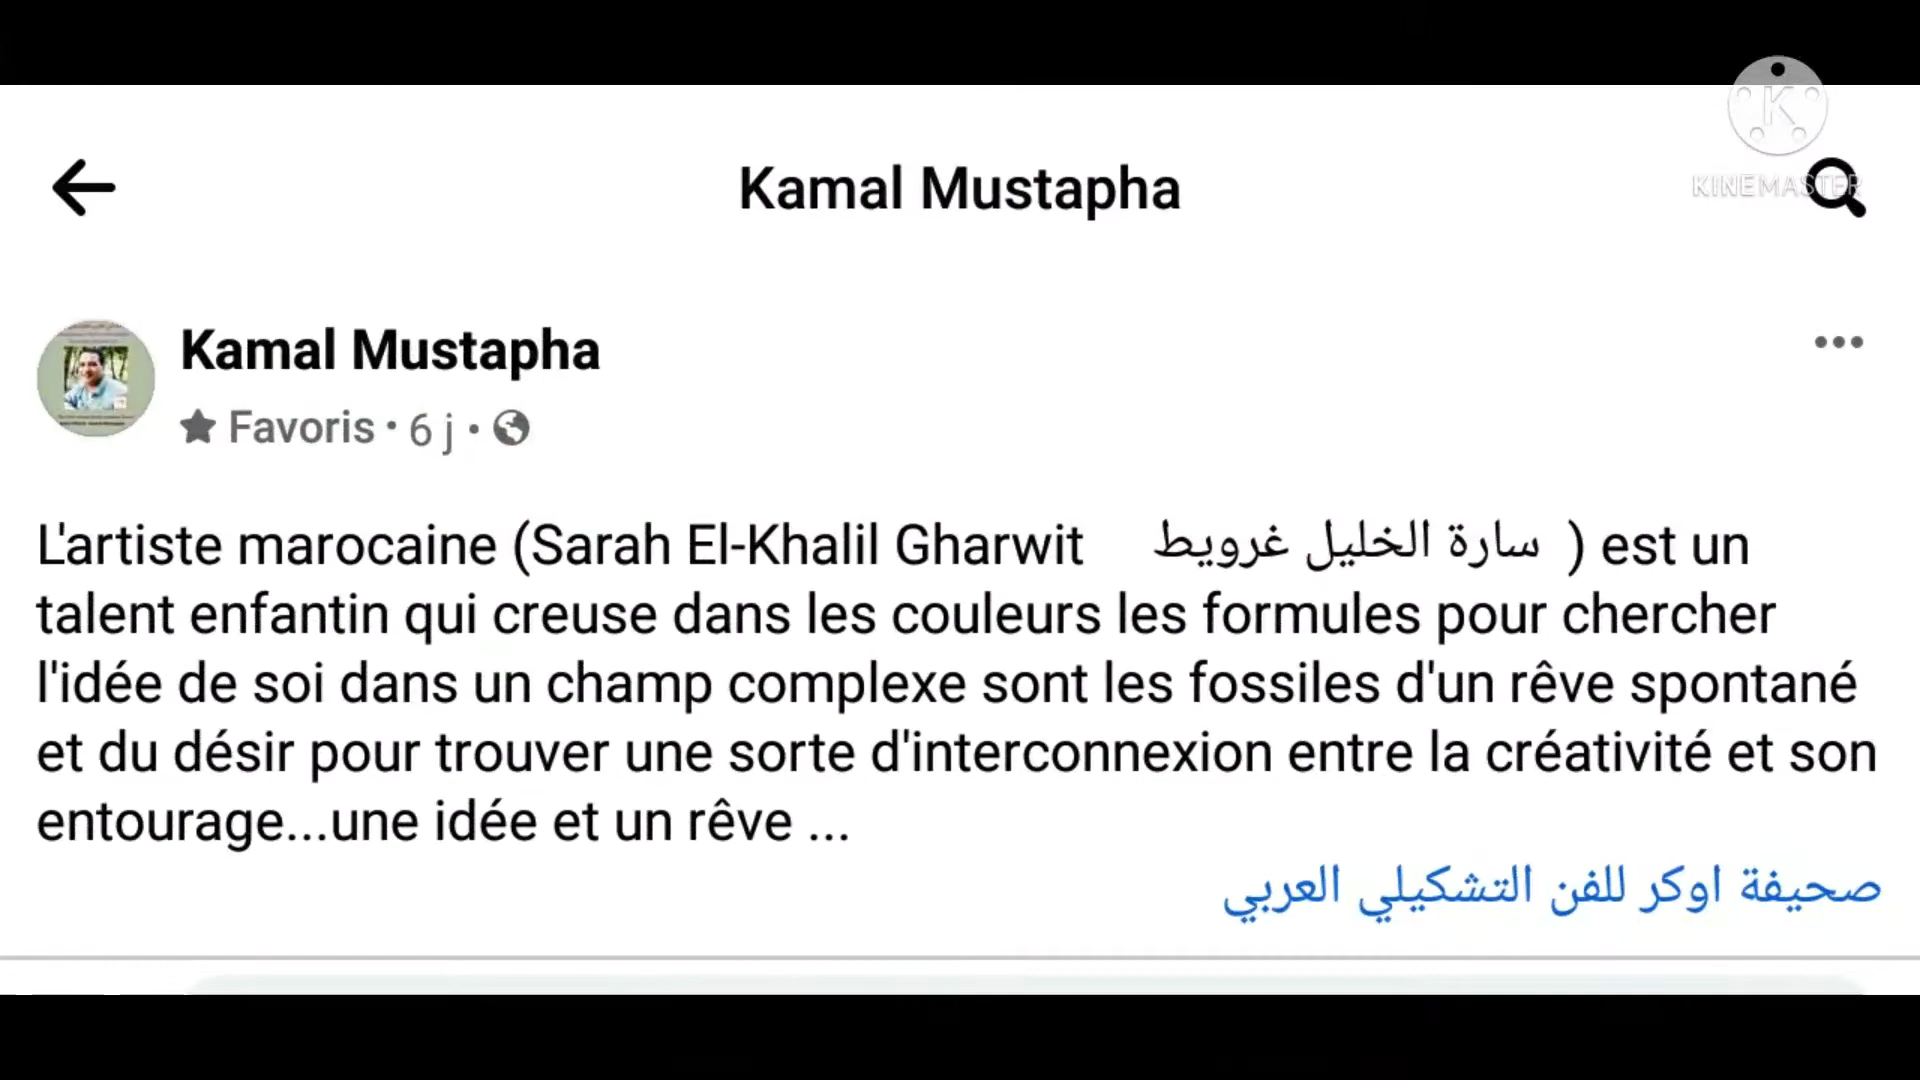 KINEMASTER
Kamal Mustapha
Kamal Mustapha
Favoris • 6 j •
L'artiste marocaine (Sarah El-Khalil Gharwit سارة الخليل غرويط ) est un
talent enfantin qui creuse dans les couleurs les formules pour chercher
l'idée de soi dans un champ complexe sont les fossiles d'un rêve spontané
et du désir pour trouver une sorte d'interconnexion entre la créativité et son
entourage...une idée et un rêve ...
صحيفة اوكر للفن التشكيلي العربي